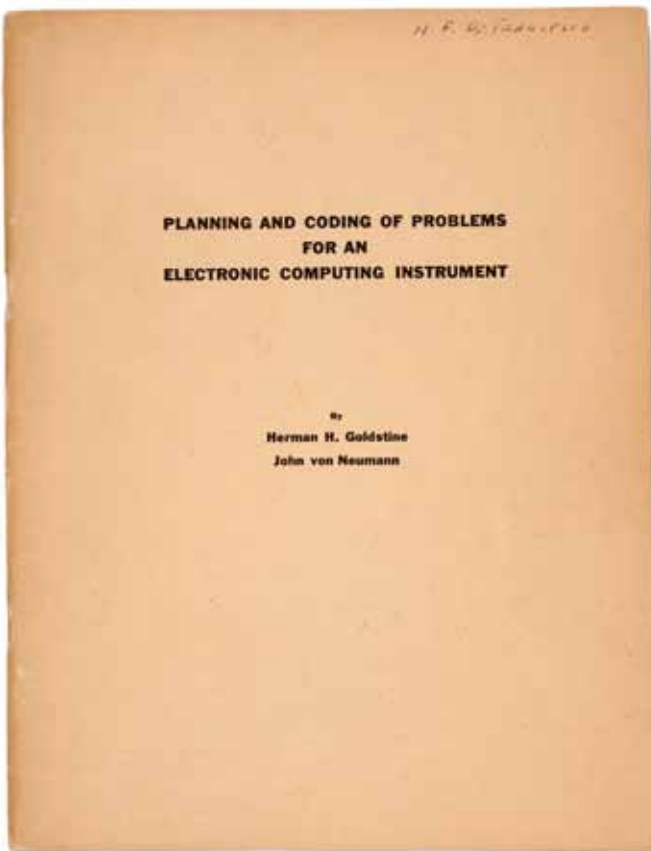 PLANNING AND CODING OF PROBLEMS
FOR AN
ELECTRONIC COMPUTING INSTRUMENT
By
Herman H. Goldstine
John von Neumann